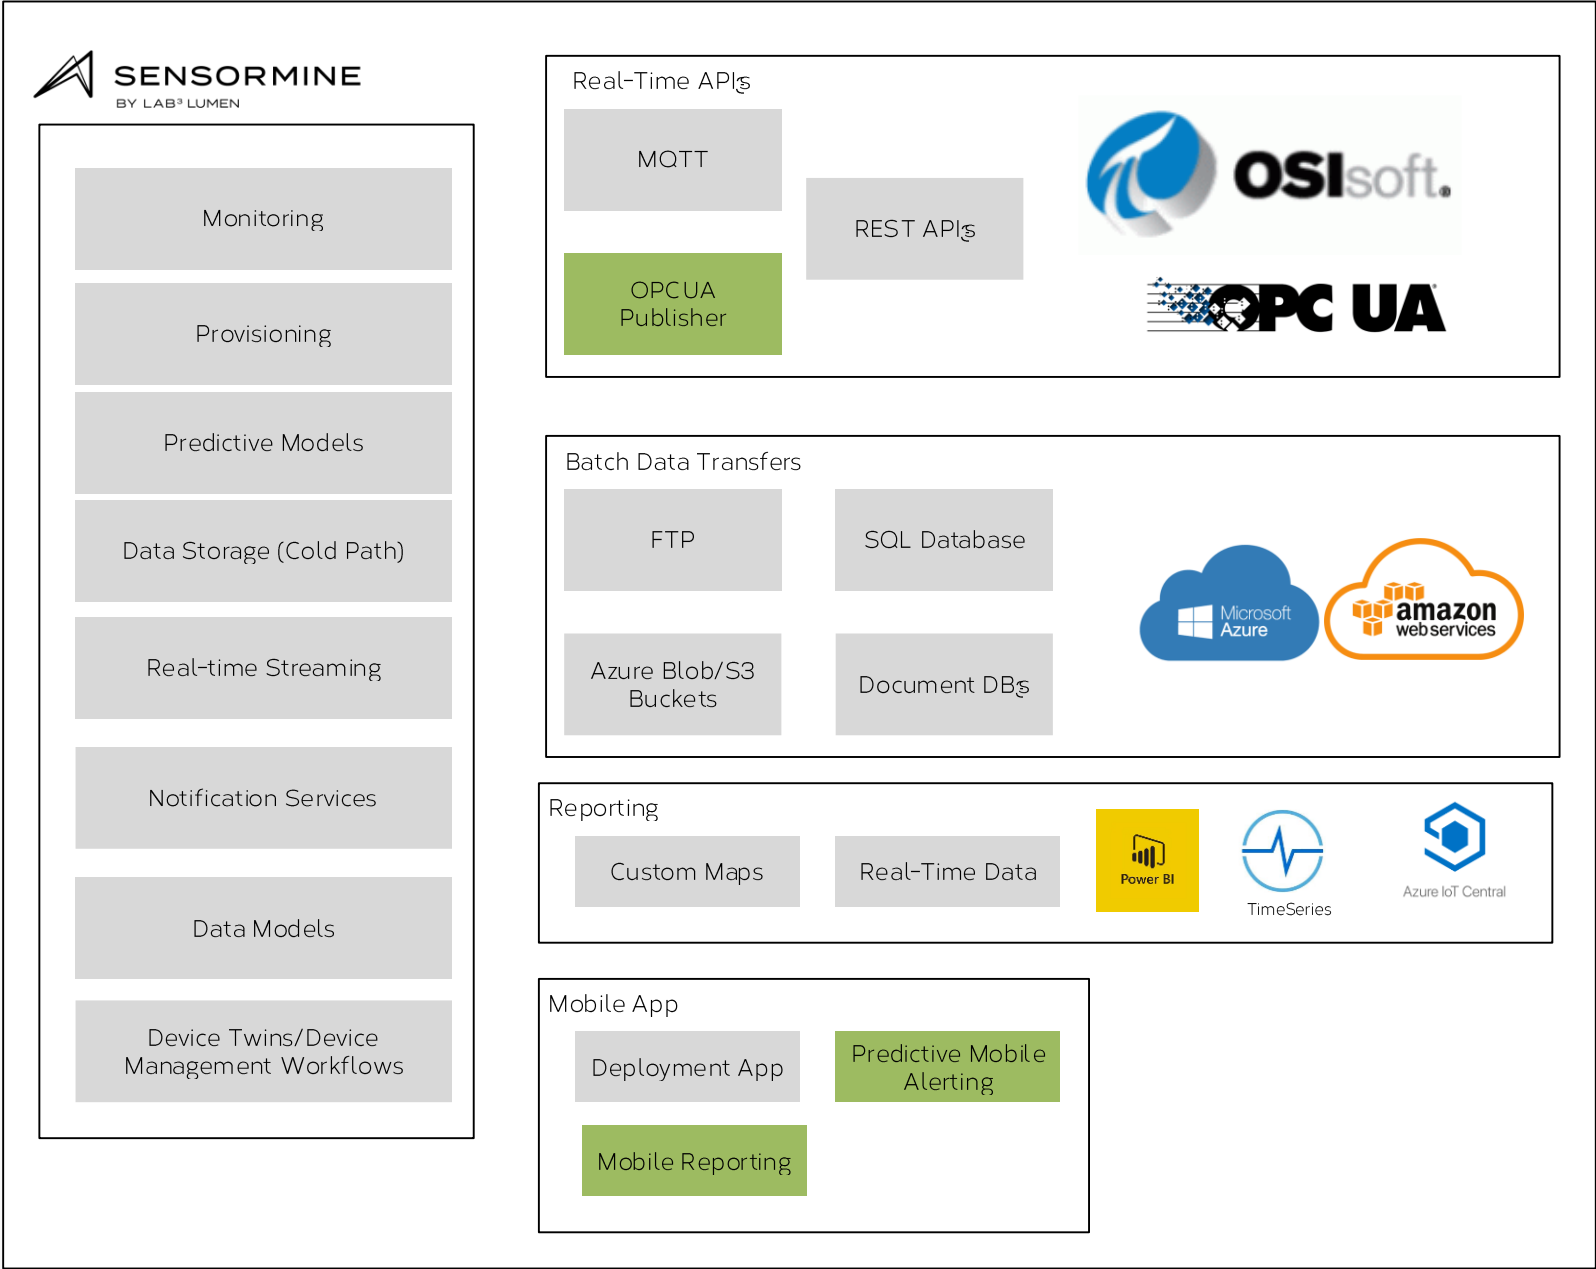 SENSORMINE
BY LAB³ LUMEN
Monitoring
Provisioning
Predictive Models
Data Storage (Cold Path)
Real-time Streaming
Notification Services
Data Models
Device Twins/Device
Management Workflows
Real-Time APIs
MQTT
REST APIs
OPCUA
Publisher
OSIsoft®
OPC UA
Batch Data Transfers
FTP
SQL Database
Azure Blob/S3
Buckets
Document DBs
Microsoft
Azure
amazon
web services
Reporting
Custom Maps
Real-Time Data
Power BI
TimeSeries
Azure IoT Central
Mobile App
Deployment App
Predictive Mobile
Alerting
Mobile Reporting